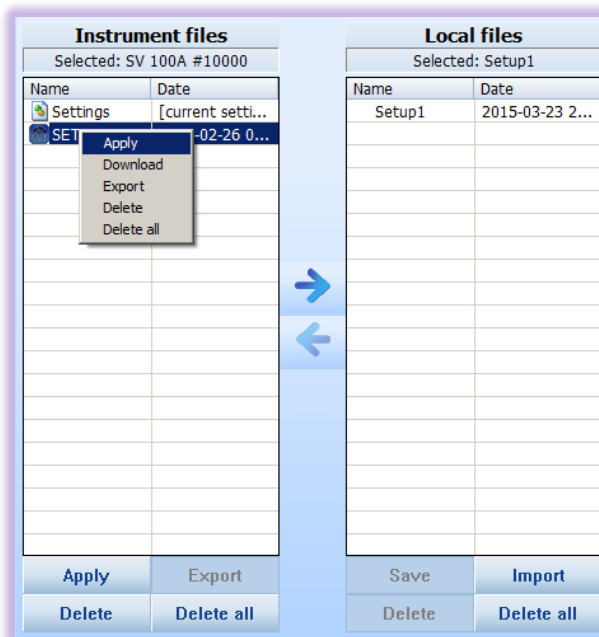 Instrument files
Selected: SV 100A #10000
Name Date
Settings [current setti...
SET -02-26 0...
Apply
Download
Export
Delete
Delete all
Apply Export
Delete Delete all
Local files
Selected: Setup1
Name Date
Setup1 2015-03-23 2...
Save Import
Delete Delete all